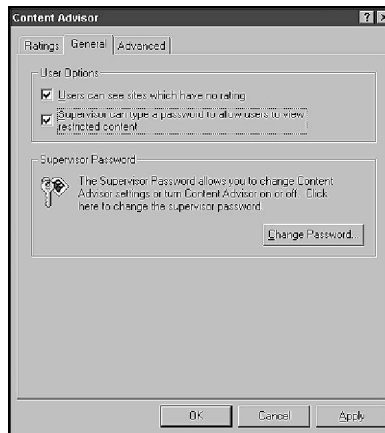 Content Advisor
Ratings General Advanced
User Options
Users can see sites which have no rating
Supervisor can type a password to allow users to view
restricted content
Supervisor Password
The Supervisor Password allows you to change Content
Advisor settings or turn Content Advisor on or off. Click
here to change the supervisor password.
Change Password...
OK Cancel Apply